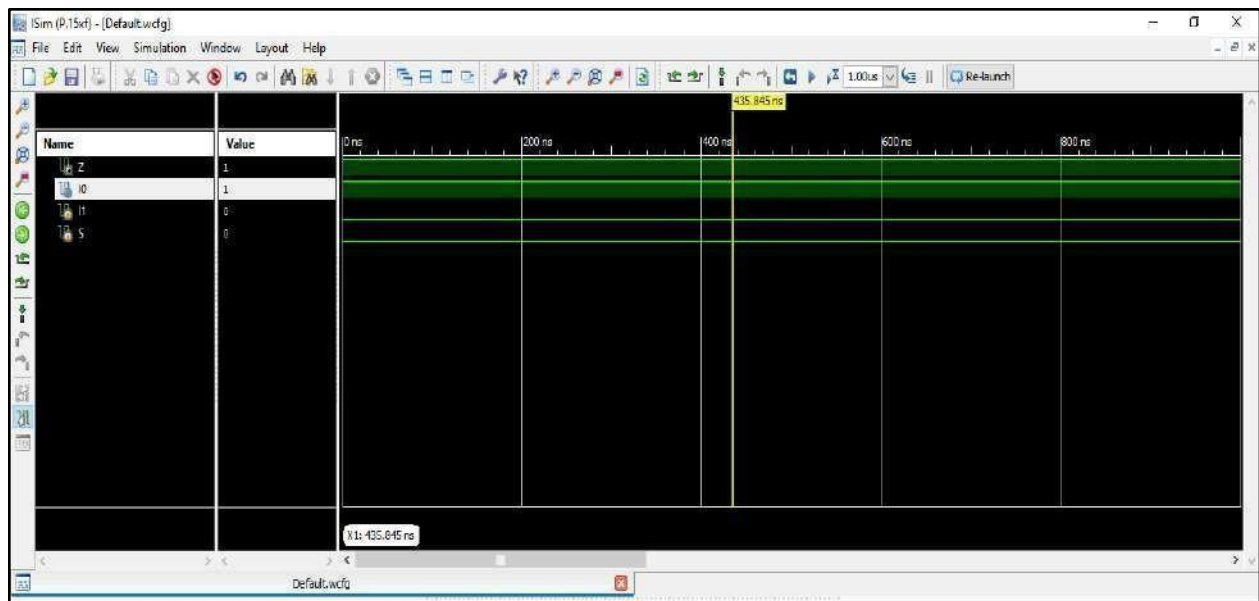 ISim (P.15xf) - [Default.wcfg]
File Edit View Simulation Window Layout Help
1.00us Re-launch
435.845 ns
Name Value
0 ns 200 ns 400 ns 600 ns 800 ns
Z 1
I0 1
I1 0
S 0
X1: 435.845 ns
Default.wcfg